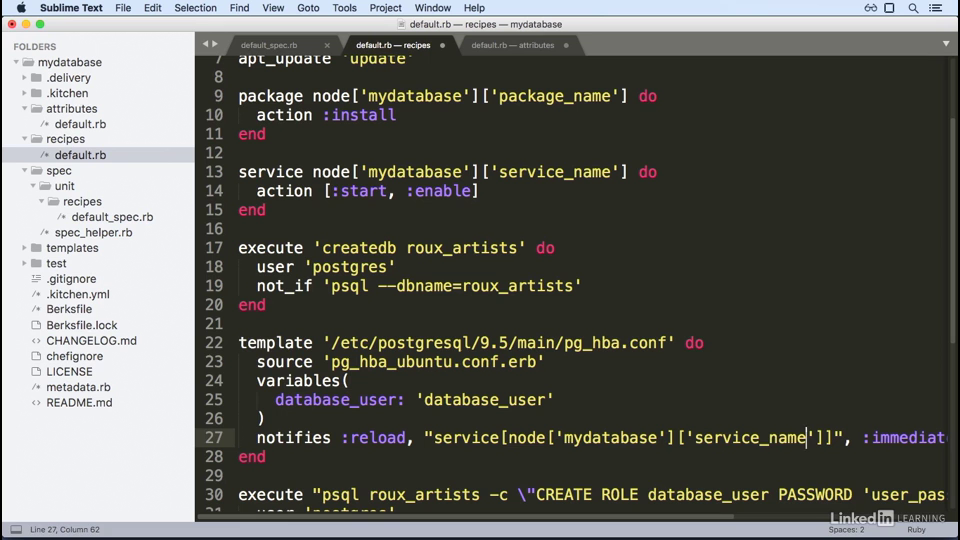 Sublime Text File Edit Selection Find View Goto Tools Project Window Help
default.rb — recipes — mydatabase
FOLDERS
mydatabase
.delivery
.kitchen
attributes
default.rb
recipes
default.rb
spec
unit
recipes
default_spec.rb
spec_helper.rb
templates
test
.gitignore
.kitchen.yml
Berksfile
Berksfile.lock
CHANGELOG.md
chefignore
LICENSE
metadata.rb
README.md
default_spec.rb
default.rb — recipes
default.rb — attributes
7 apt_update 'update'
8
9 package node['mydatabase']['package_name'] do
10 action :install
11 end
12
13 service node['mydatabase']['service_name'] do
14 action [:start, :enable]
15 end
16
17 execute 'createdb roux_artists' do
18 user 'postgres'
19 not_if 'psql --dbname=roux_artists'
20 end
21
22 template '/etc/postgresql/9.5/main/pg_hba.conf' do
23 source 'pg_hba_ubuntu.conf.erb'
24 variables(
25 database_user: 'database_user'
26 )
27 notifies :reload, "service[node['mydatabase']['service_name']]", :immediat
28 end
29
30 execute "psql roux_artists -c \"CREATE ROLE database_user PASSWORD 'user_pas
31 user 'postgres'
LinkedIn LEARNING
Line 27, Column 62
Spaces: 2
Ruby